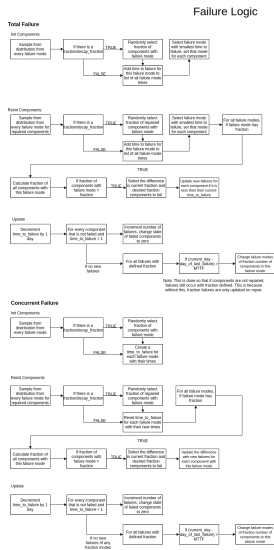 Failure Logic
Total Failure
Init Components
Sample from
distribution from
every failure mode
If there is a
fraction/decay_fraction
TRUE
Randomly select
fraction of
components with
failure mode
Select failure mode
with smallest time to
failure, set that mode
for each component
FALSE
Add time to failure for
this failure mode to
list of all failure mode
times
Reinit Components
Sample from
distribution from
every failure mode for
repaired components
If there is a
fraction/decay_fraction
TRUE
Randomly select
fraction of repaired
components with
failure mode
Select failure mode
with smallest time to
failure, set that mode
for each component
For all failure modes,
if failure mode has
fraction
FALSE
Add time to failure for
this failure mode to
list of all failure mode
times
TRUE
Calculate fraction of
all components with
this failure mode
If fraction of
components with
failure mode <
fraction
TRUE
Select the difference
in current fraction and
desired fraction
to fail
Update new failures for
each component if it is
less then then current
time_to_failure
Update
Decrement
time_to_failure by 1
day
For every component
that is not failed and
time_to_failure < 1
Increment number of
failures, change state
of failed components
to zero
If no new
failures
For all failures with
defined fraction
If (current_day -
day_of_last_failure) >
MTTF
Change failure modes
of fraction number of
components to this
failure mode
Note: This is done so that if components are not repaired,
failures still occur with fraction defined. This is because
without this, fraction failures are only updated on repair.
Concurrent Failure
Init Components
Sample from
distribution from
every failure mode
If there is a
fraction/decay_fraction
TRUE
Randomly select
fraction of
components with
failure mode
FALSE
Create a
time_to_failure for
each failure mode
with their times
Reinit Components
Sample from
distribution from
every failure mode for
repaired components
If there is a
fraction/decay_fraction
TRUE
Randomly select
fraction of repaired
components with
failure mode
For all failure modes,
if failure mode has
fraction
FALSE
Reset time_to_failure
for each failure mode
with their new times
TRUE
Calculate fraction of
all components with
this failure mode
If fraction of
components with
failure mode <
fraction
TRUE
Select the difference
in current fraction and
desired fraction
to fail
Update the difference
with new failures for
each component with
this failure mode
Update
Decrement
time_to_failure by 1
day
For every component
that is not failed and
time_to_failure < 1
Increment number of
failures, change state
of failed components
to zero
If no new
failures of any
fraction modes
For all failures with
defined fraction
If (current_day -
day_of_last_failure) >
MTTF
Change failure modes
of fraction number of
components to this
failure mode